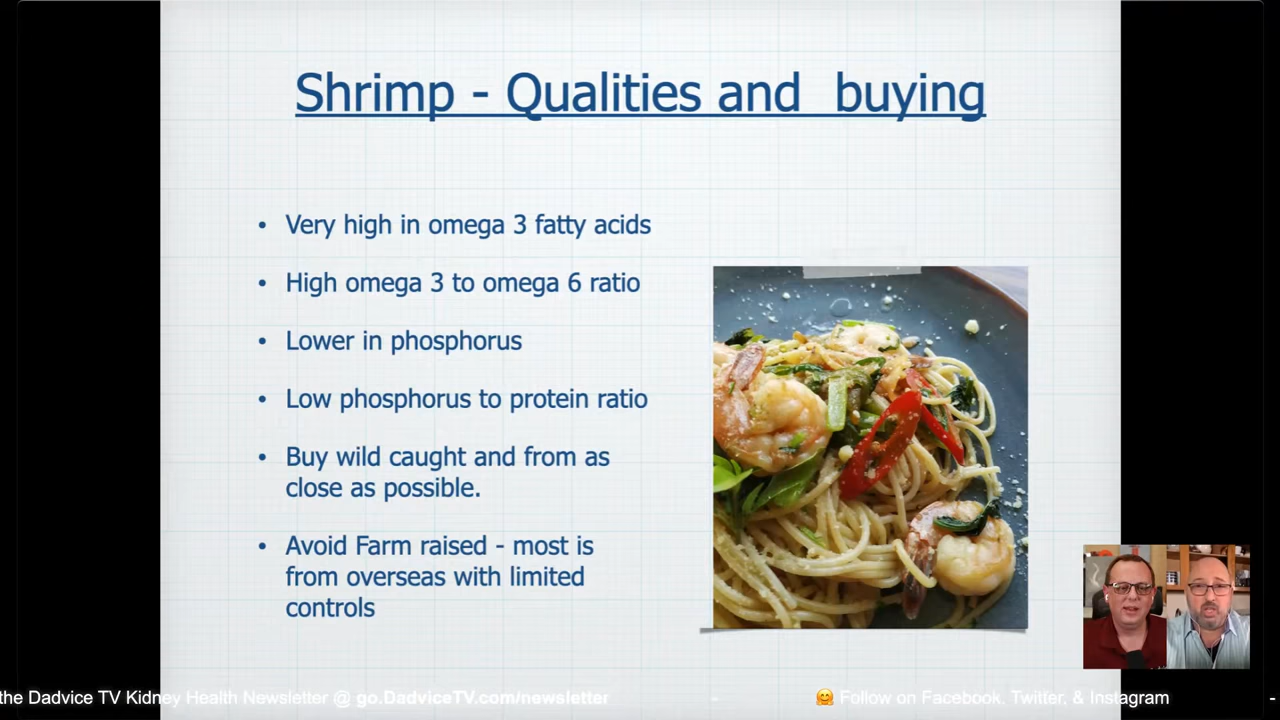 Shrimp - Qualities and buying
• Very high in omega 3 fatty acids
• High omega 3 to omega 6 ratio
• Lower in phosphorus
• Low phosphorus to protein ratio
• Buy wild caught and from as
close as possible.
• Avoid Farm raised - most is
from overseas with limited
controls
the Dadvice TV Kidney Health Newsletter @ go.DadviceTV.com/newsletter - 🤗 Follow on Facebook, Twitter, & Instagram -